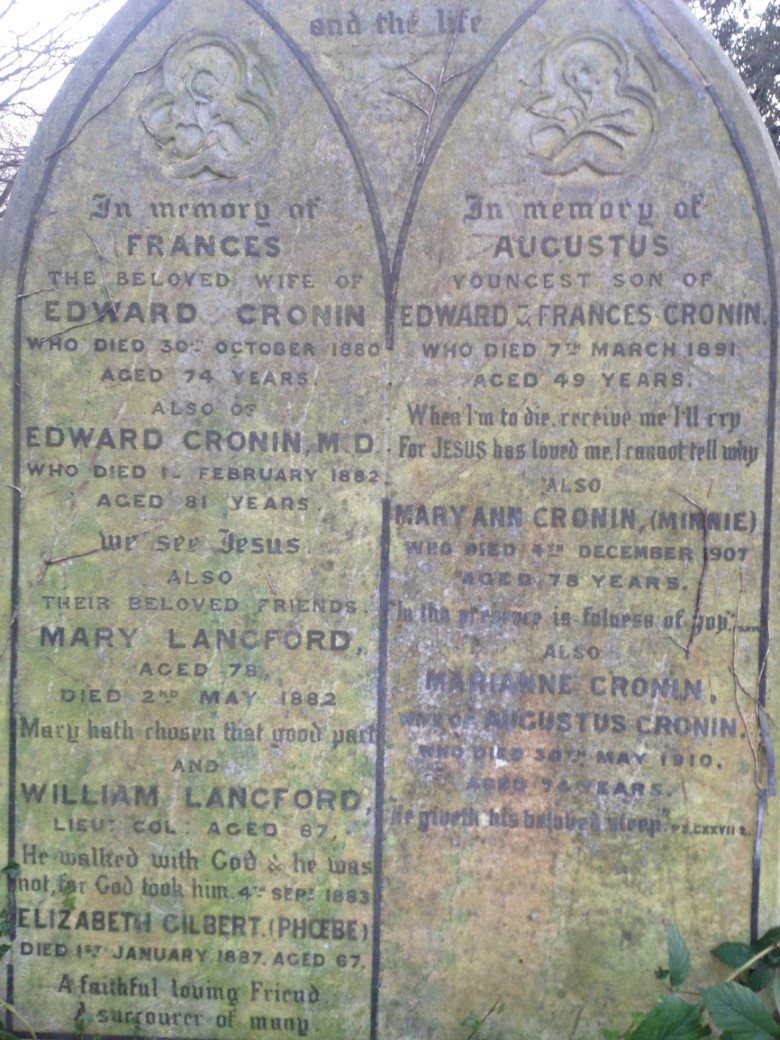 and the life
In memory of
FRANCES
THE BELOVED WIFE OF
EDWARD CRONIN
WHO DIED 30TH OCTOBER 1880
AGED 74 YEARS.
ALSO OF
EDWARD CRONIN, M.D.
WHO DIED FEBRUARY 1882
AGED 81 YEARS.
we see Jesus.
ALSO
THEIR BELOVED FRIENDS.
MARY LANGFORD,
AGED 78,
DIED 2ND MAY 1882
Mary hath chosen that good part
AND
WILLIAM LANGFORD,
LIEUT COL: AGED 87,
He walked with God & he was
not, for God took him. 4TH SEPT 1883
ELIZABETH GILBERT. (PHŒBE)
DIED 1ST JANUARY 1887. AGED 67.
A faithful loving Friend
A succourer of many.
In memory of
AUGUSTUS
YOUNGEST SON OF
EDWARD & FRANCES CRONIN.
WHO DIED 7TH MARCH 1891.
AGED 49 YEARS.
When I'm to die, receive me I'll cry
For JESUS has loved me, I cannot tell why
ALSO
MARY ANN CRONIN, (MINNIE)
WHO DIED 4TH DECEMBER 1907
AGED 78 YEARS.
"In thy presence is fulness of joy."
ALSO
MARIANNE CRONIN,
WIFE OF AUGUSTUS CRONIN.
WHO DIED 30TH MAY 1910.
AGED 74 YEARS.
He giveth his beloved sleep." PS.CXXVII 2.